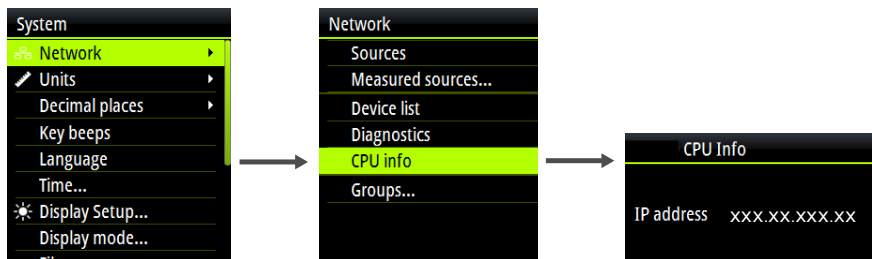 System
Network
Units
Decimal places
Key beeps
Language
Time...
Display Setup...
Display mode...
Network
Sources
Measured sources...
Device list
Diagnostics
CPU info
Groups...
CPU Info
IP address xxx.xx.xxx.xx